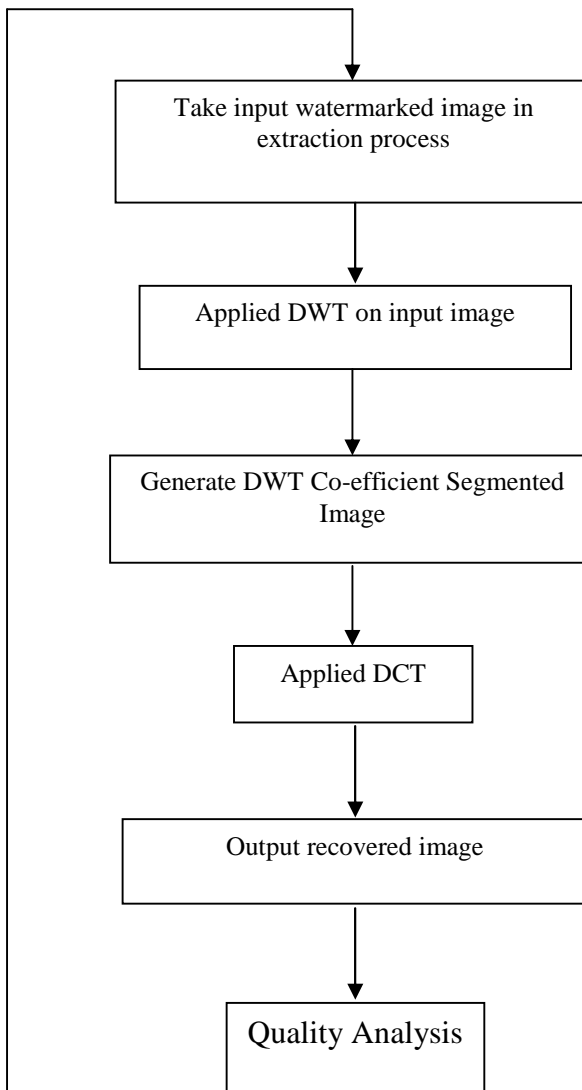 Take input watermarked image in
extraction process
Applied DWT on input image
Generate DWT Co-efficient Segmented
Image
Applied DCT
Output recovered image
Quality Analysis